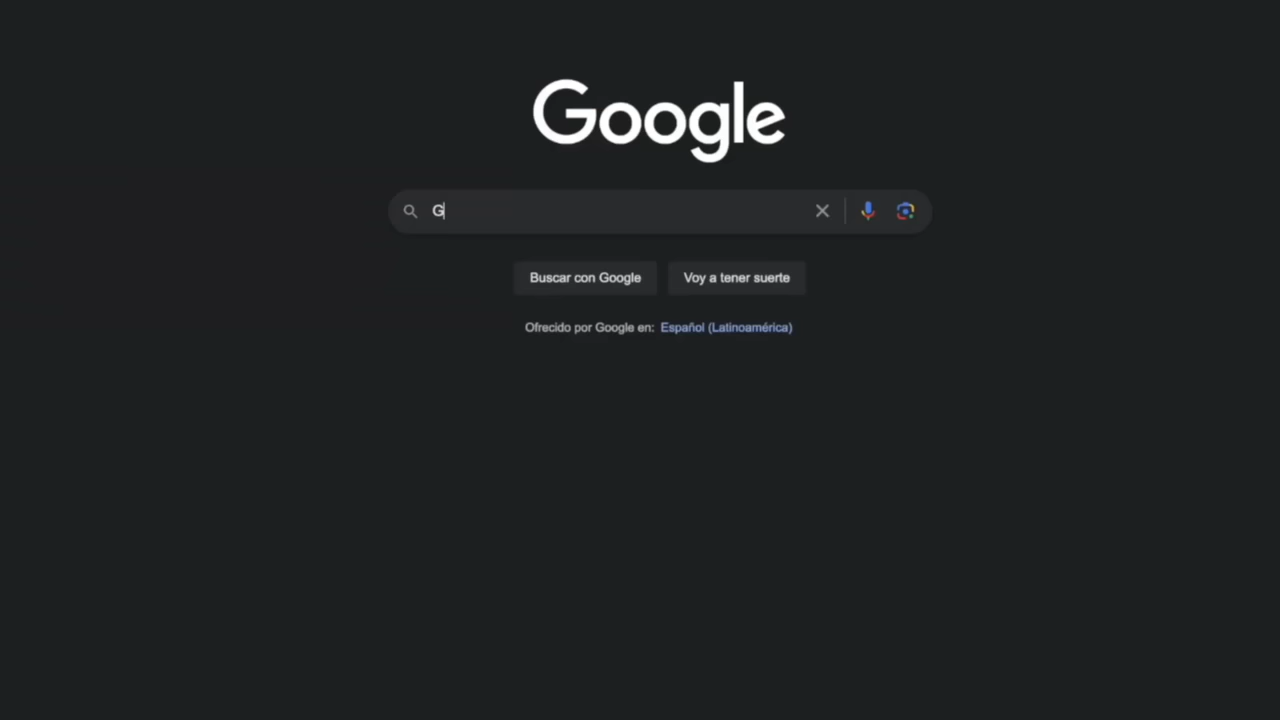 Google
G
Buscar con Google
Voy a tener suerte
Ofrecido por Google en: Español (Latinoamérica)